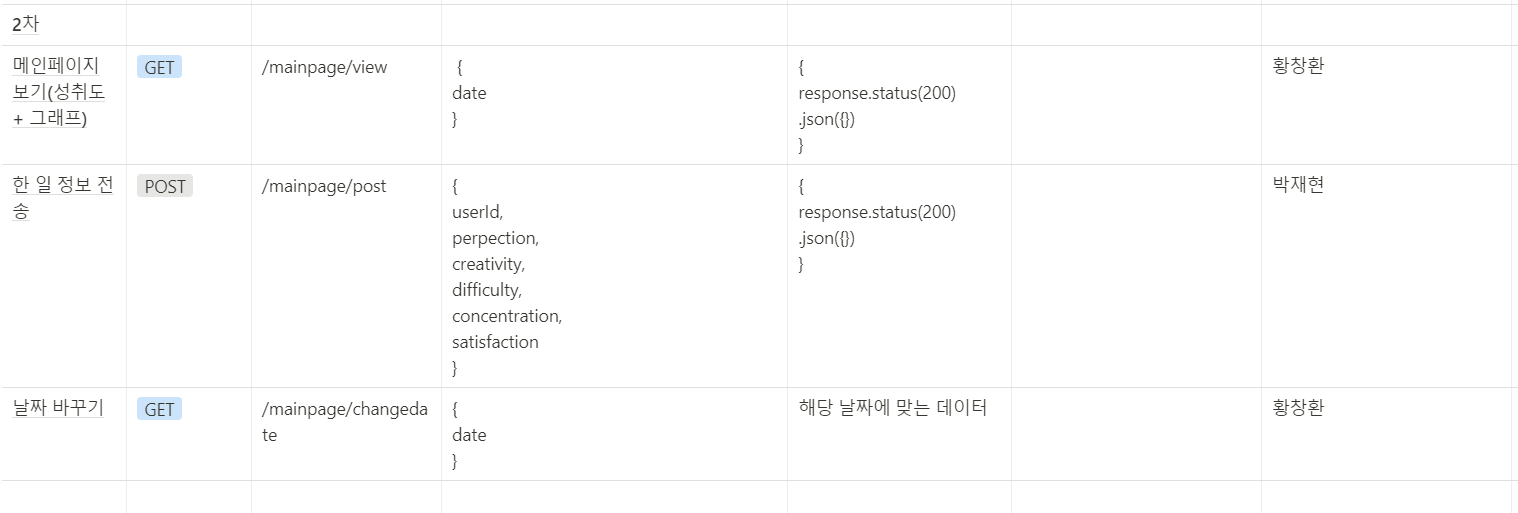 2차
메인페이지
보기(성취도
+ 그래프)
GET
/mainpage/view
{
date
}
{
response.status(200)
.json({})
}
황창환
한 일 정보 전
송
POST
/mainpage/post
{
userId,
perpection,
creativity,
difficulty,
concentration,
satisfaction
}
{
response.status(200)
.json({})
}
박재현
날짜 바꾸기
GET
/mainpage/changeda
te
{
date
}
해당 날짜에 맞는 데이터
황창환